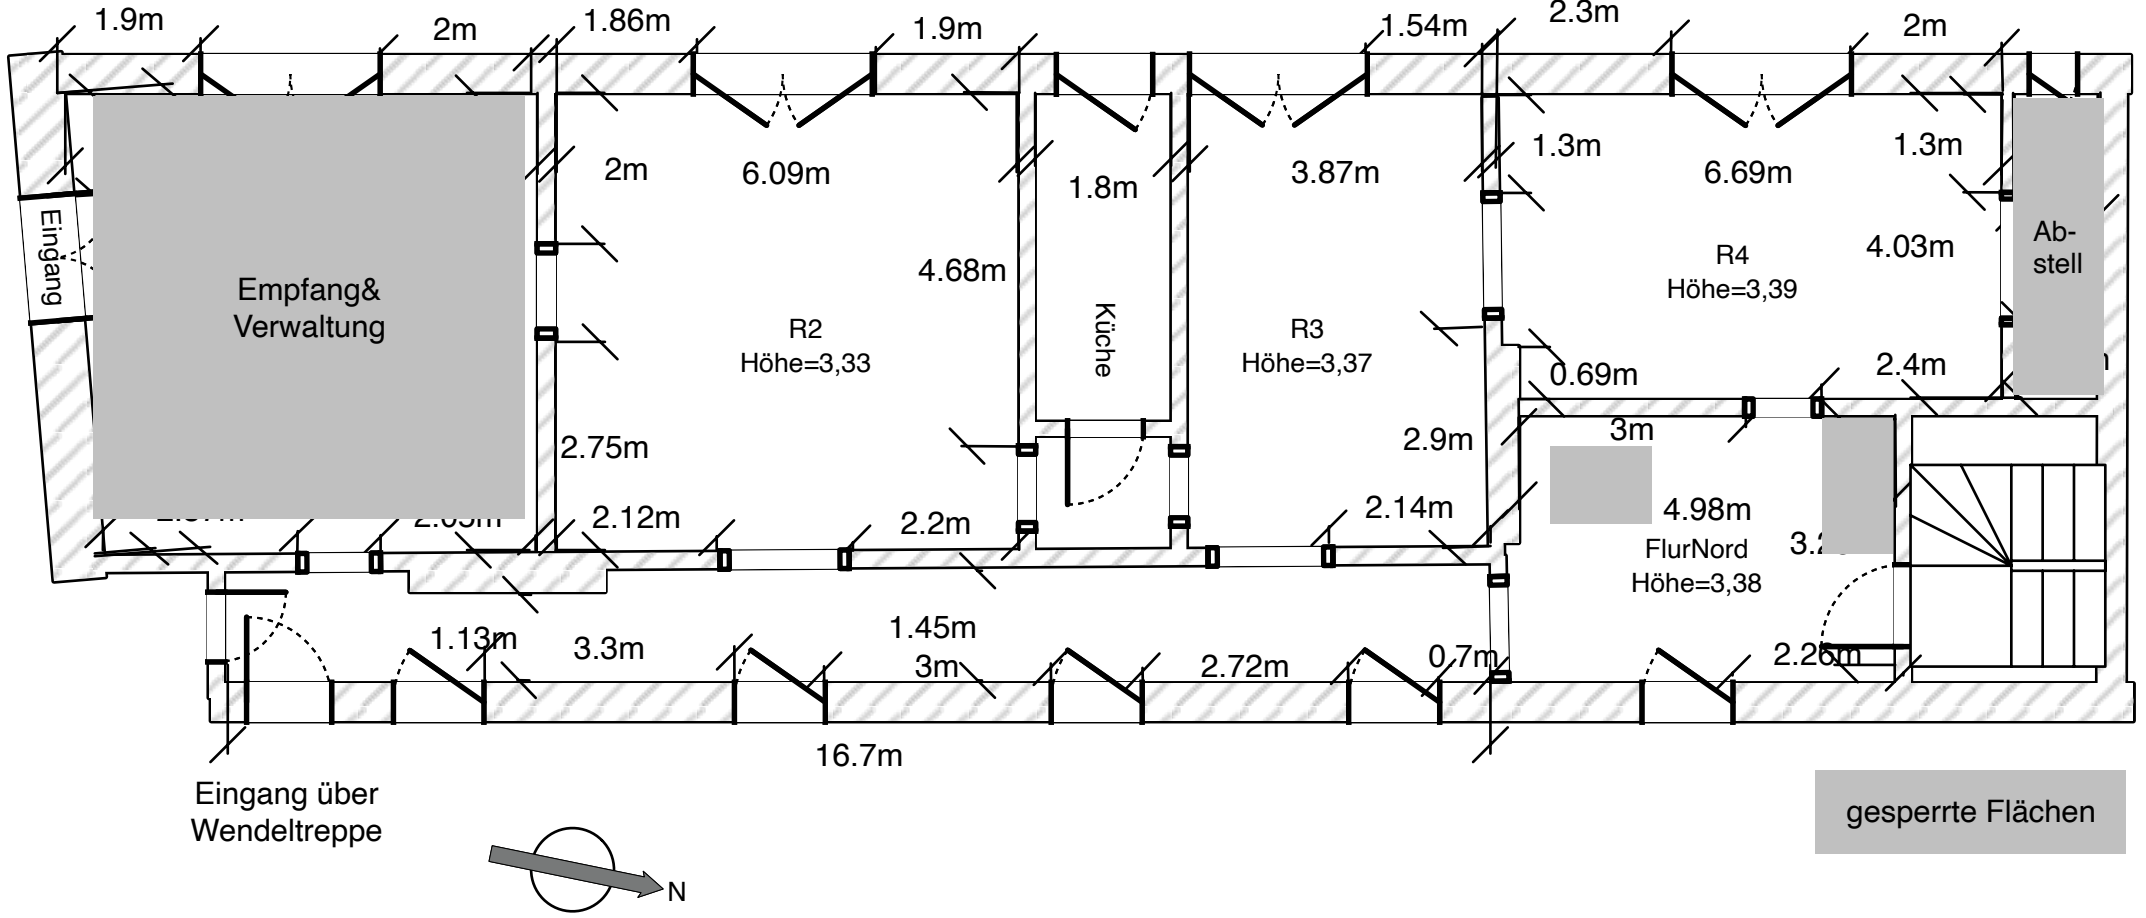 1.9m
2m
1.86m
1.9m
1.54m
2.3m
2m
2m
6.09m
1.8m
3.87m
1.3m
6.69m
1.3m
Eingang
Empfang&
Verwaltung
4.68m
R2
Höhe=3,33
Küche
R3
Höhe=3,37
R4
Höhe=3,39
4.03m
Ab-
stell
0.69m
2.4m
2.75m
2.9m
3m
2.12m
2.2m
2.14m
4.98m
FlurNord
Höhe=3,38
1.13m
3.3m
1.45m
3m
2.72m
0.7m
2.26m
16.7m
Eingang über
Wendeltreppe
N
gesperrte Flächen